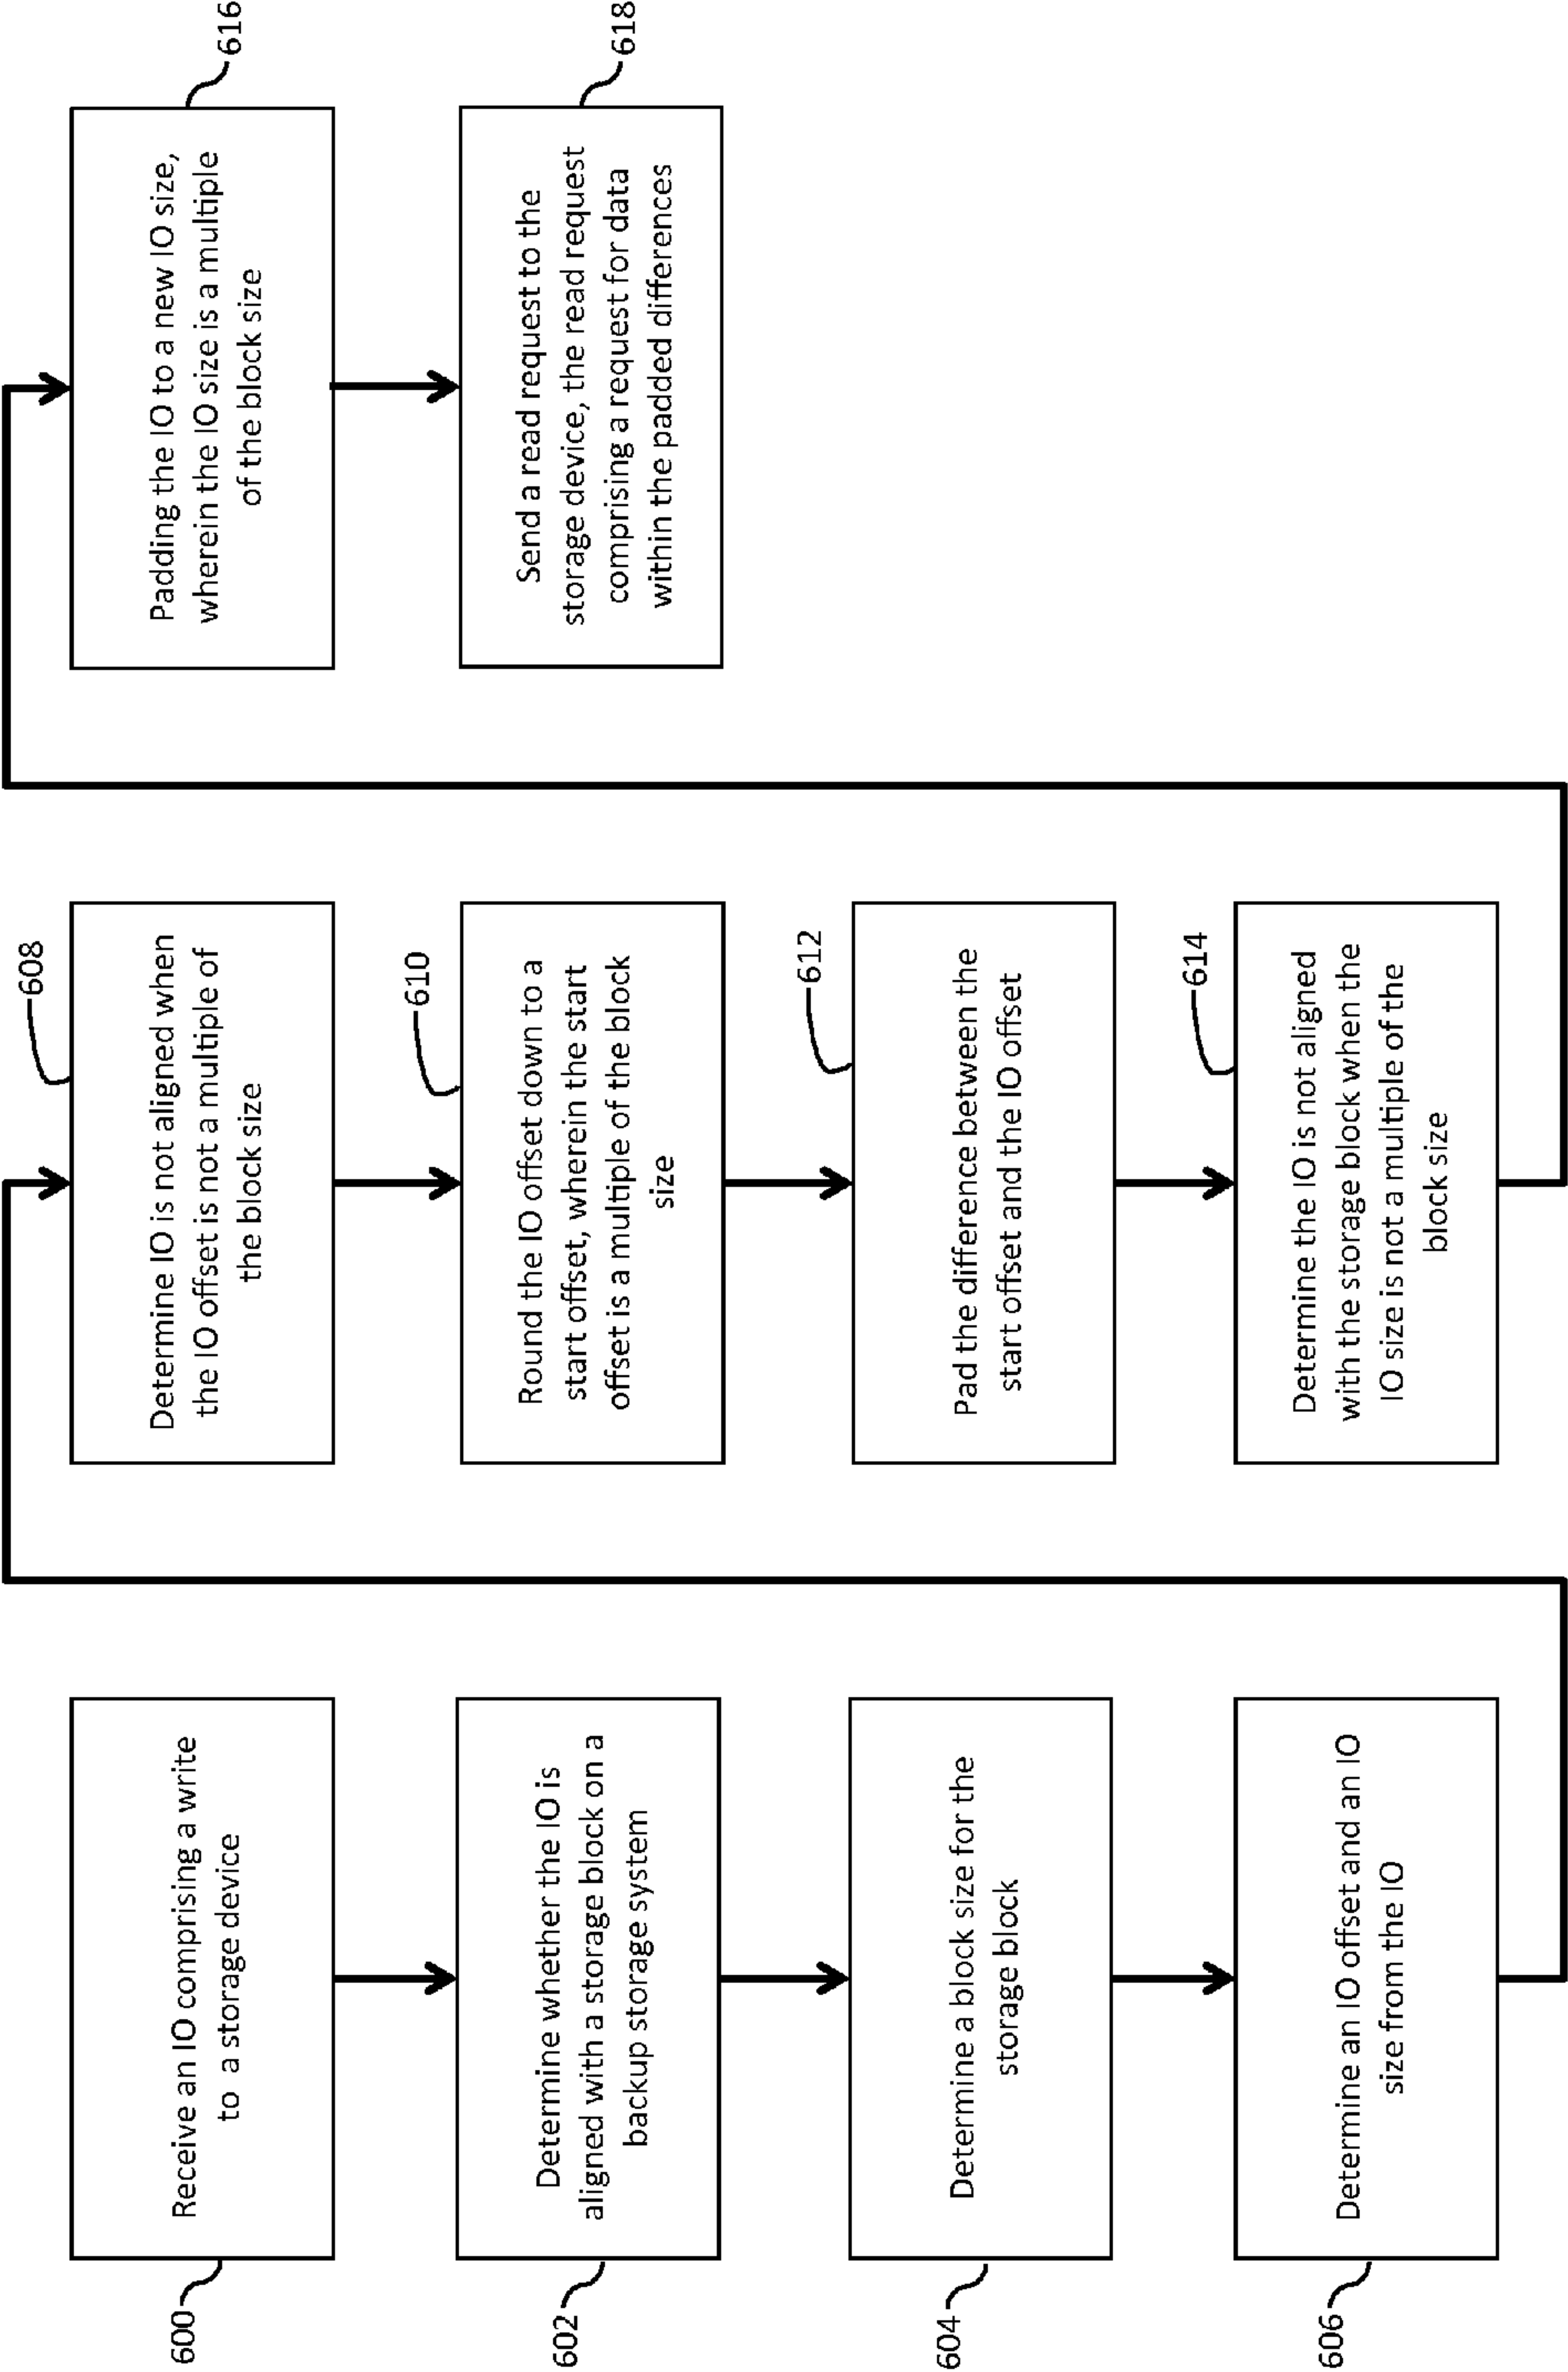 600
Receive an IO comprising a write
to a storage device
602
Determine whether the IO is
aligned with a storage block on a
backup storage system
604
Determine a block size for the
storage block
606
Determine an IO offset and an IO
size from the IO
608
Determine IO is not aligned when
the IO offset is not a multiple of
the block size
610
Round the IO offset down to a
start offset, wherein the start
offset is a multiple of the block
size
612
Pad the difference between the
start offset and the IO offset
614
Determine the IO is not aligned
with the storage block when the
IO size is not a multiple of the
block size
616
Padding the IO to a new IO size,
wherein the IO size is a multiple
of the block size
618
Send a read request to the
storage device, the read request
comprising a request for data
within the padded differences